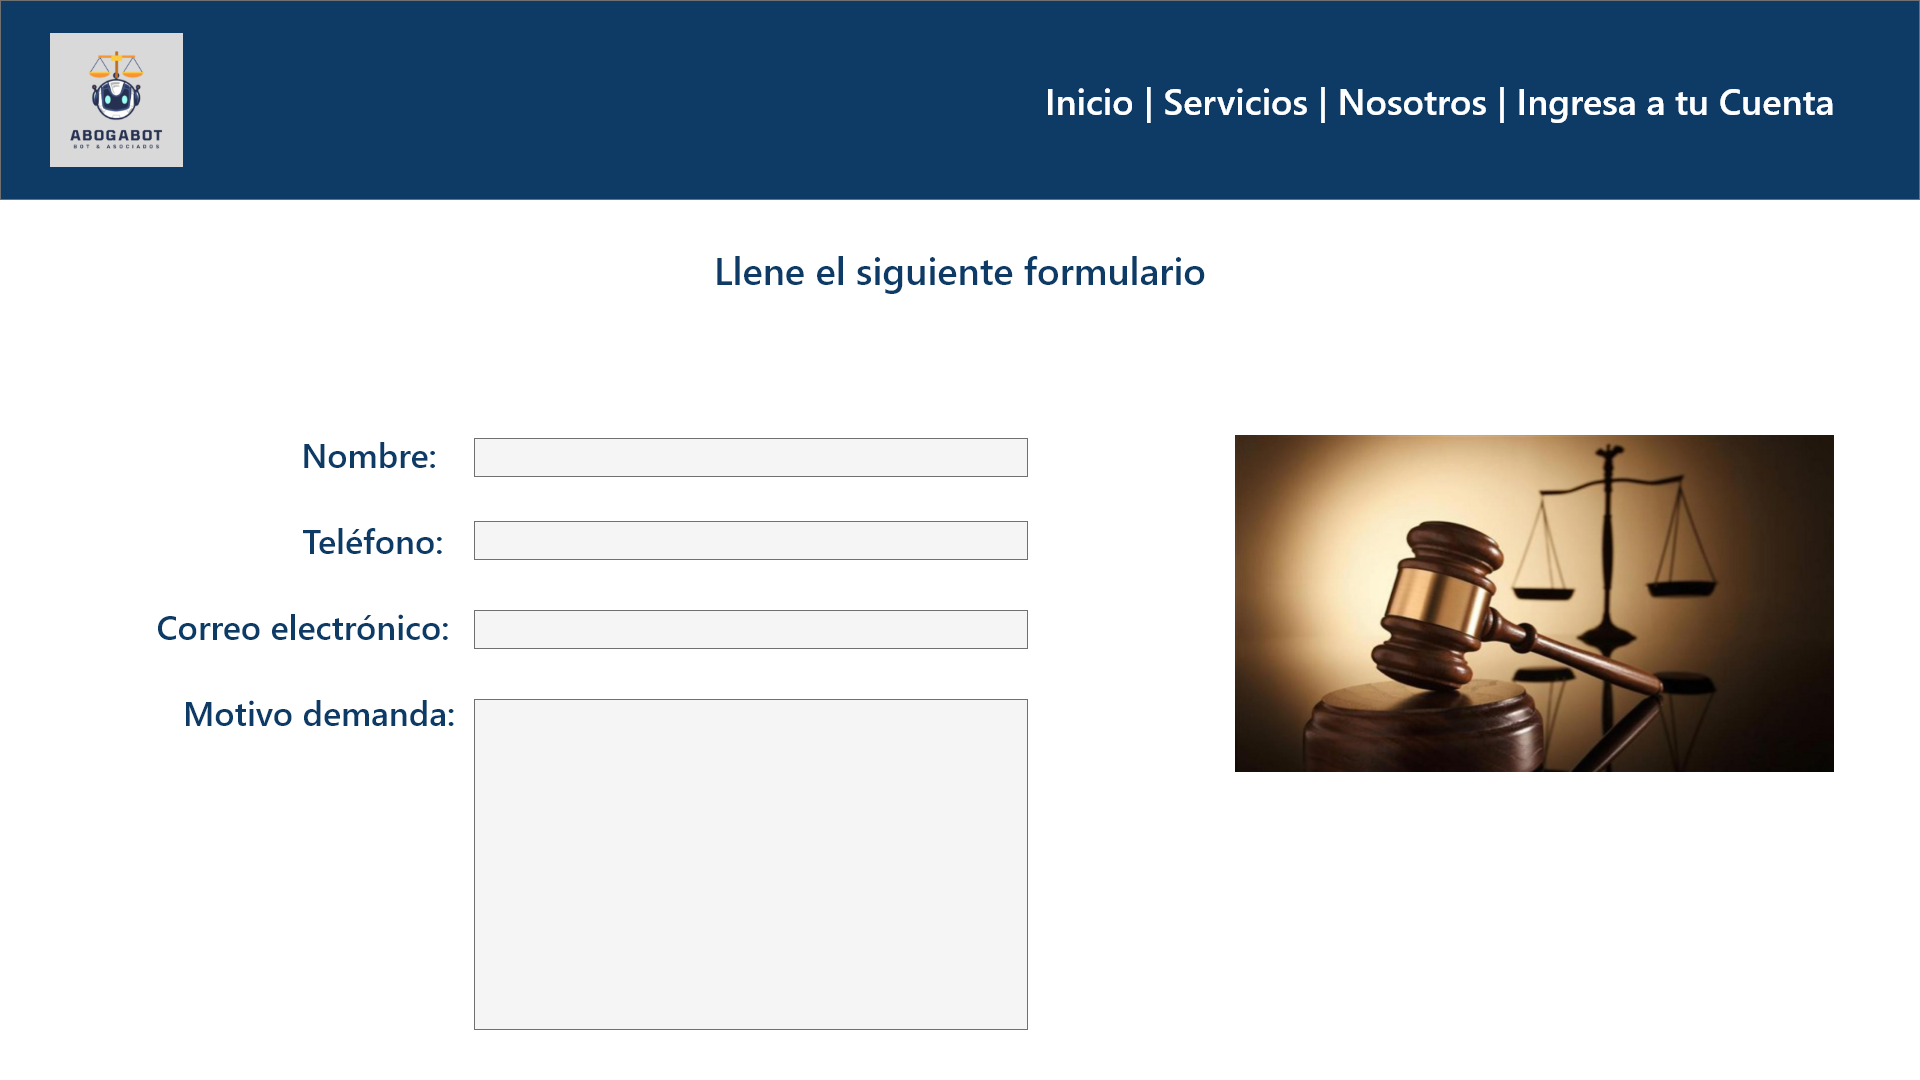 ABOGABOT
BOT & ASOCIADOS
Inicio | Servicios | Nosotros | Ingresa a tu Cuenta
Llene el siguiente formulario
Nombre:
Teléfono:
Correo electrónico:
Motivo demanda: